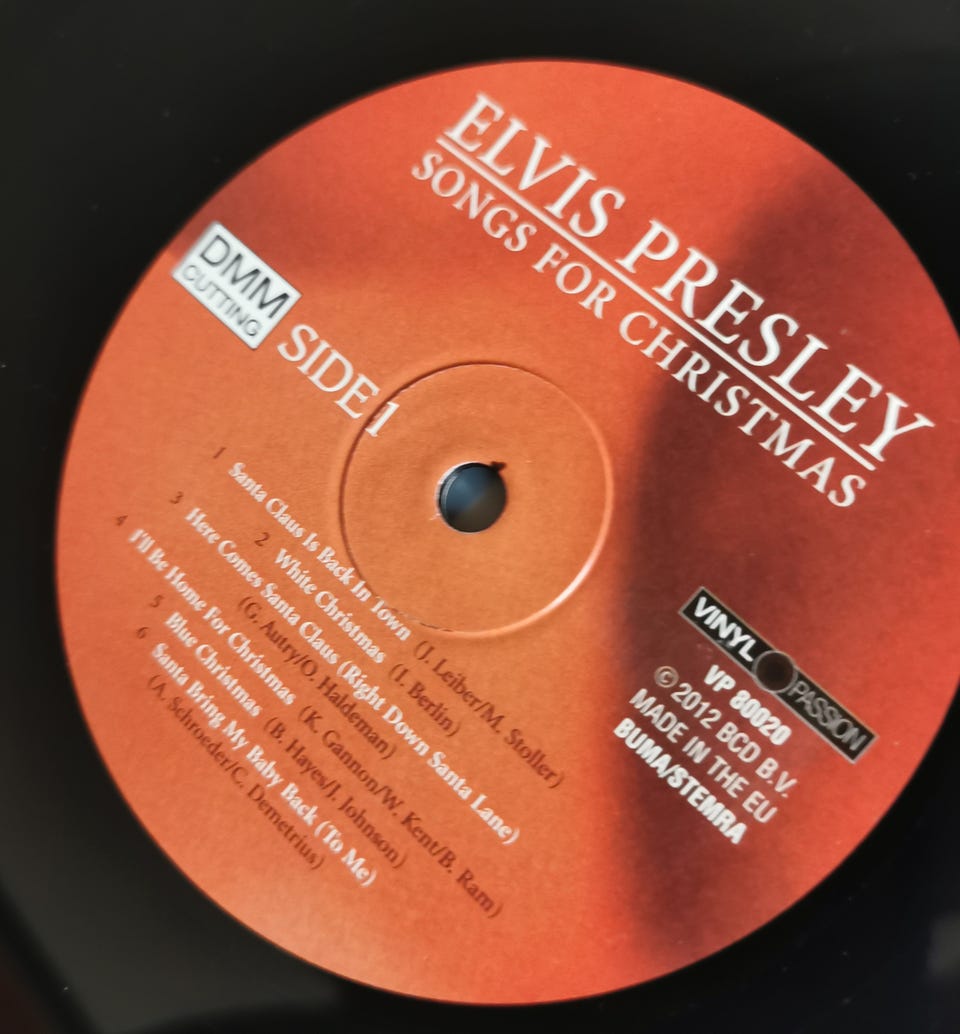 ELVIS PRESLEY
SONGS FOR CHRISTMAS
DMM
CUTTING
SIDE 1
1 Santa Claus Is Back In Town (J. Leiber/M. Stoller)
2 White Christmas (I. Berlin)
3 Here Comes Santa Claus (Right Down Santa Lane)
(G. Autry/O. Haldeman)
4 I'll Be Home For Christmas (K. Gannon/W. Kent/B. Ram)
5 Blue Christmas (B. Hayes/J. Johnson)
6 Santa Bring My Baby Back (To Me)
(A. Schroeder/C. Demetrius)
VINYL PASSION
VP 80020
© 2012 BCD B.V.
MADE IN THE EU
BUMA/STEMRA